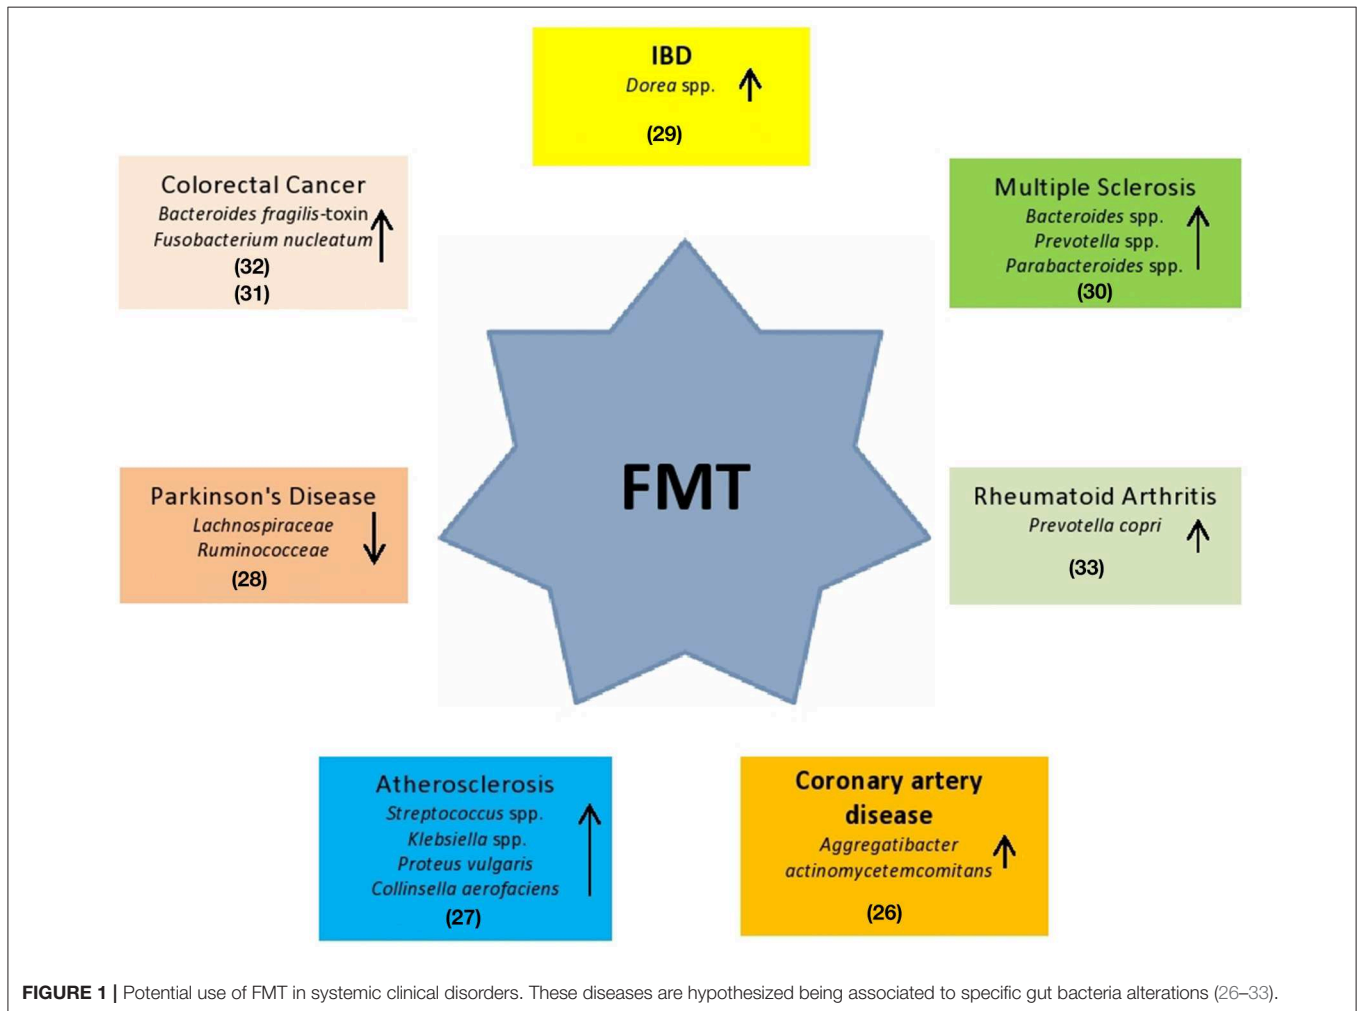 IBD
Dorea spp.
(29)
Colorectal Cancer
Bacteroides fragilis-toxin
Fusobacterium nucleatum
(32)
(31)
Multiple Sclerosis
Bacteroides spp.
Prevotella spp.
Parabacteroides spp.
(30)
FMT
Parkinson's Disease
Lachnospiraceae
Ruminococceae
(28)
Rheumatoid Arthritis
Prevotella copri
(33)
Atherosclerosis
Streptococcus spp.
Klebsiella spp.
Proteus vulgaris
Collinsella aerofaciens
(27)
Coronary artery
disease
Aggregatibacter
actinomycetemcomitans
(26)
FIGURE 1 | Potential use of FMT in systemic clinical disorders. These diseases are hypothesized being associated to specific gut bacteria alterations (26–33).